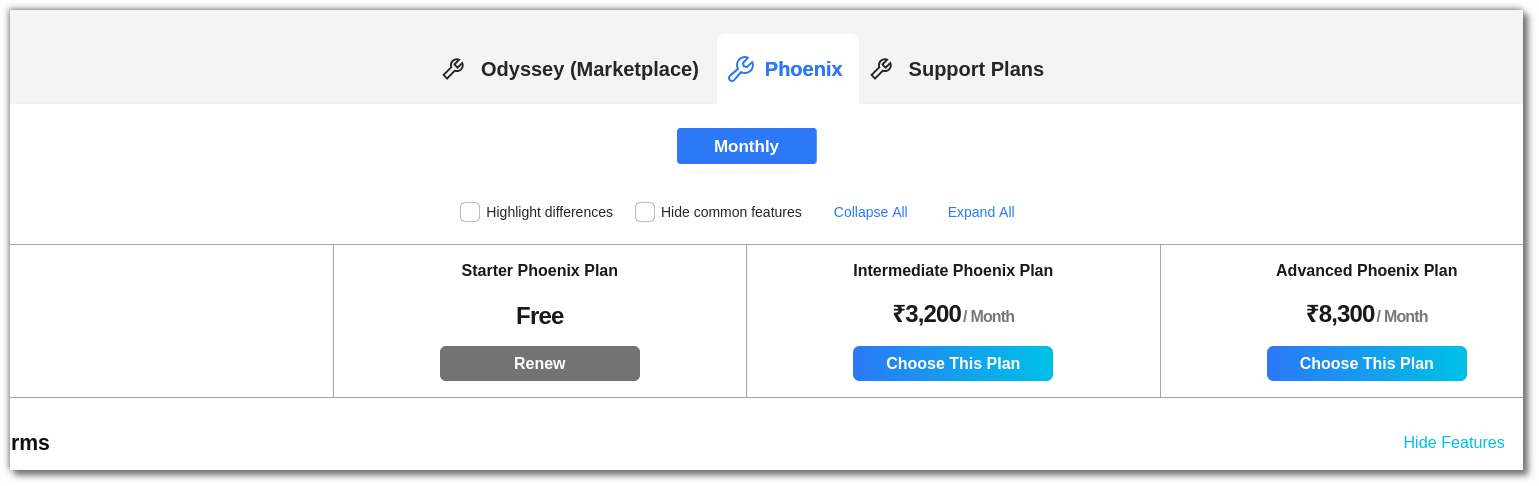 Odyssey (Marketplace) Phoenix Support Plans
Monthly
Highlight differences Hide common features Collapse All Expand All
Starter Phoenix Plan Intermediate Phoenix Plan Advanced Phoenix Plan
Free ₹3,200 / Month ₹8,300 / Month
Renew Choose This Plan Choose This Plan
rms Hide Features